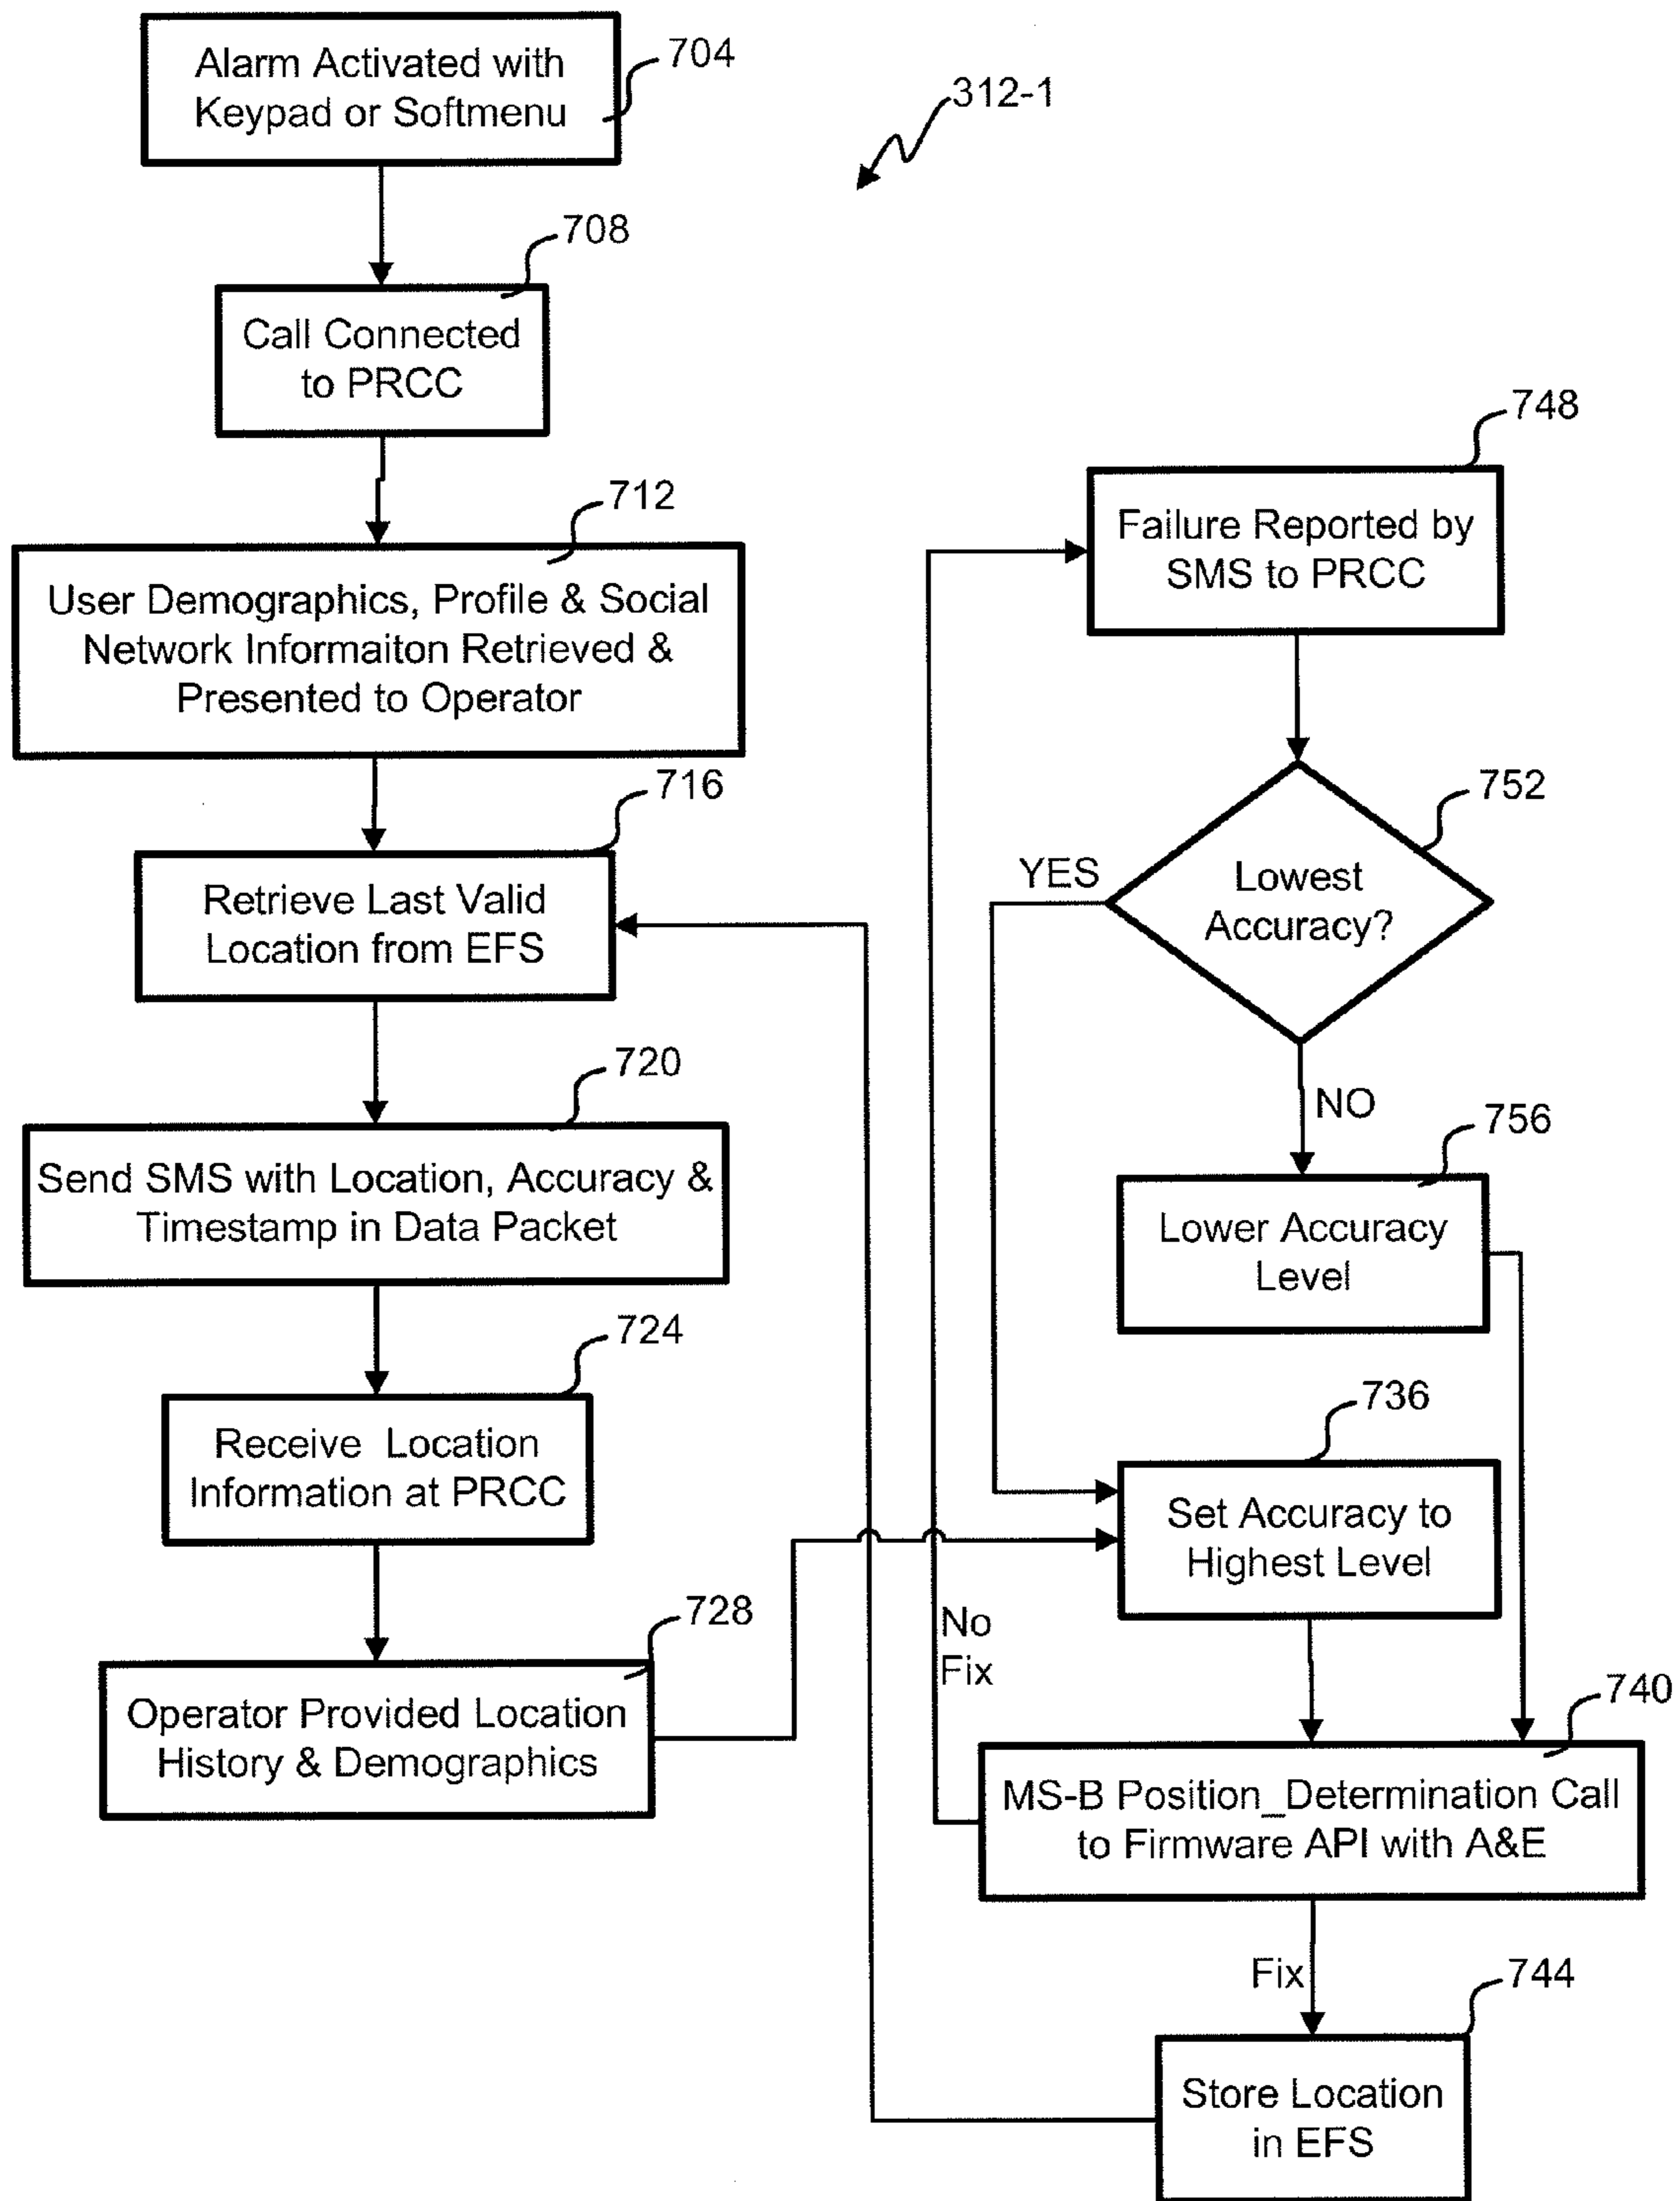 Alarm Activated with
Keypad or Softmenu
704
312-1
708
Call Connected
to PRCC
712
User Demographics, Profile & Social
Network Informaiton Retrieved &
Presented to Operator
716
Retrieve Last Valid
Location from EFS
720
Send SMS with Location, Accuracy &
Timestamp in Data Packet
724
Receive Location
Information at PRCC
728
Operator Provided Location
History & Demographics
748
Failure Reported by
SMS to PRCC
752
YES
Lowest
Accuracy?
NO
756
Lower Accuracy
Level
736
Set Accuracy to
Highest Level
No
Fix
740
MS-B Position_Determination Call
to Firmware API with A&E
Fix
744
Store Location
in EFS